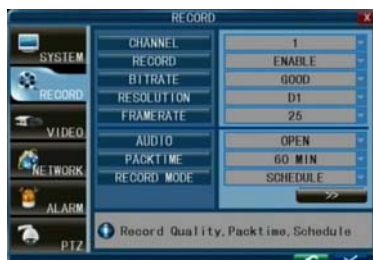 RECORD
X
SYSTEM
RECORD
VIDEO
NETWORK
ALARM
PTZ
CHANNEL 1
RECORD ENABLE
BITRATE GOOD
RESOLUTION D1
FRAMERATE 25
AUDIO OPEN
PACKTIME 60 MIN
RECORD MODE SCHEDULE
>>
Record Quality,Packtime,Schedule